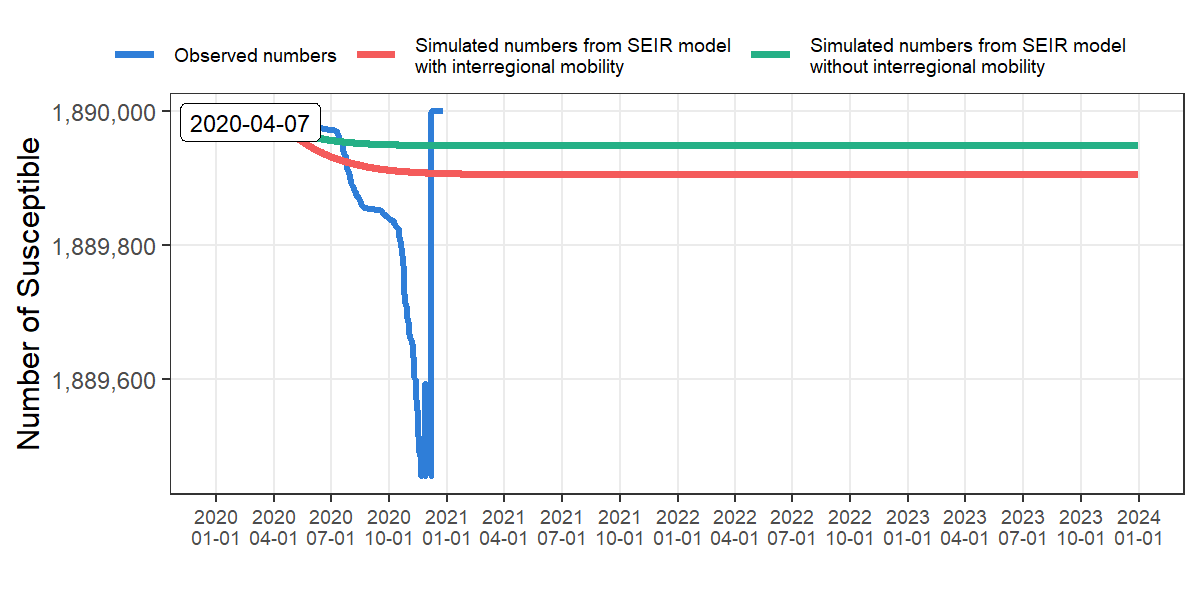 Observed numbers
Simulated numbers from SEIR model
with interregional mobility
Simulated numbers from SEIR model
without interregional mobility
Number of Susceptible
1,890,000
1,889,800
1,889,600
2020-04-07
2020 2020 2020 2020 2021 2021 2021 2021 2022 2022 2022 2022 2023 2023 2023 2023 2024
01-01 04-01 07-01 10-01 01-01 04-01 07-01 10-01 01-01 04-01 07-01 10-01 01-01 04-01 07-01 10-01 01-01